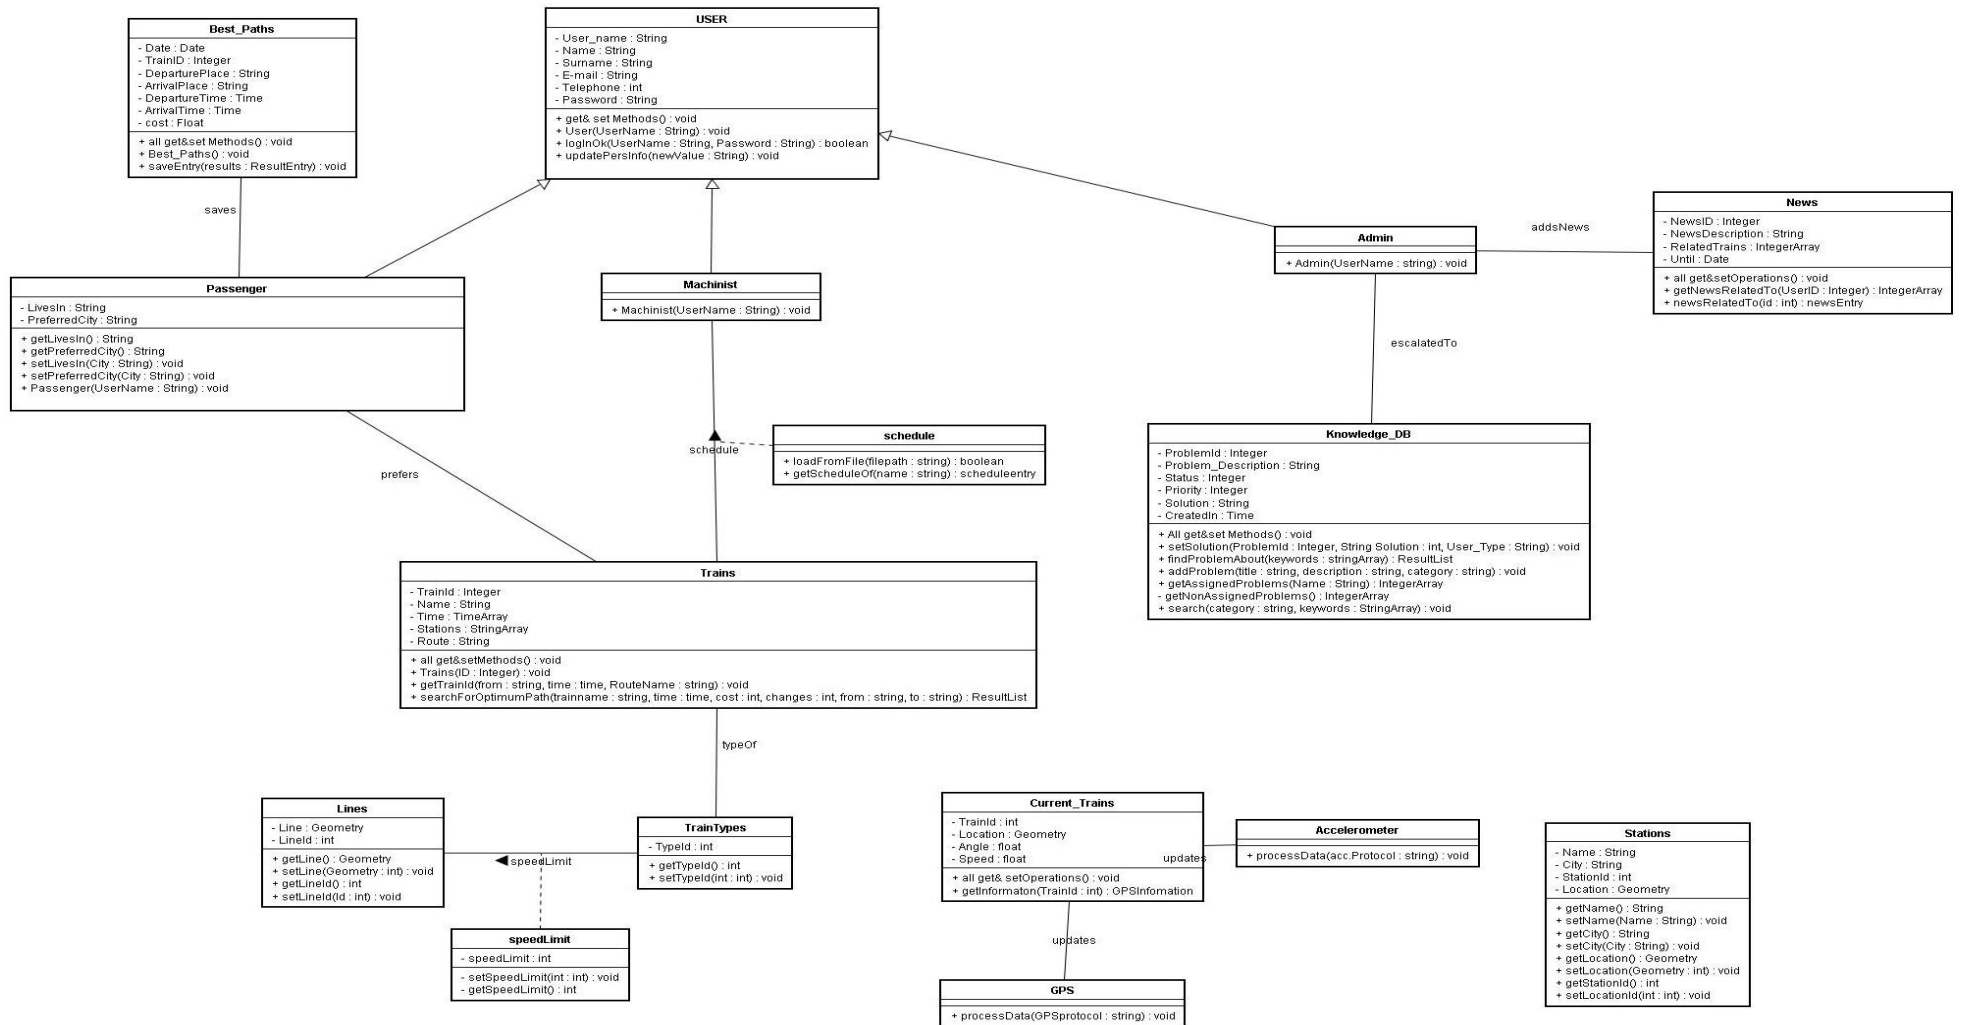 Best_Paths
- Date : Date
- TrainID : Integer
- DeparturePlace : String
- ArrivalPlace : String
- DepartureTime : Time
- ArrivalTime : Time
- cost : Float
+ all get&set Methods() : void
+ Best_Paths() : void
+ saveEntry(results : ResultEntry) : void
USER
- User_name : String
- Name : String
- Surname : String
- E-mail : String
- Telephone : int
- Password : String
+ get& set Methods() : void
+ User(UserName : String) : void
+ logInOk(UserName : String, Password : String) : boolean
+ updatePersInfo(newValue : String) : void
saves
News
- NewsID : Integer
- NewsDescription : String
- RelatedTrains : IntegerArray
- Until : Date
+ all get&setOperations() : void
+ getNewsRelatedTo(UserID : Integer) : IntegerArray
+ newsRelatedTo(id : int) : newsEntry
addsNews
Admin
+ Admin(UserName : string) : void
Passenger
- LivesIn : String
- PreferredCity : String
+ getLivesIn() : String
+ getPreferredCity() : String
+ setLivesIn(City : String) : void
+ setPreferredCity(City : String) : void
+ Passenger(UserName : String) : void
Machinist
+ Machinist(UserName : String) : void
escalatedTo
schedule
schedule
+ loadFromFile(filepath : string) : boolean
+ getScheduleOf(name : string) : scheduleentry
prefers
Knowledge_DB
- ProblemId : Integer
- Problem_Description : String
- Status : Integer
- Priority : Integer
- Solution : String
- CreatedIn : Time
+ All get&set Methods() : void
+ setSolution(ProblemId : Integer, String Solution : int, User_Type : String) : void
+ findProblemAbout(keywords : stringArray) : ResultList
+ addProblem(title : string, description : string, category : string) : void
+ getAssignedProblems(Name : String) : IntegerArray
- getNonAssignedProblems() : IntegerArray
+ search(category : string, keywords : StringArray) : void
Trains
- TrainId : Integer
- Name : String
- Time : TimeArray
- Stations : StringArray
- Route : String
+ all get&setMethods() : void
+ Trains(ID : Integer) : void
+ getTrainId(from : string, time : time, RouteName : string) : void
+ searchForOptimumPath(trainname : string, time : time, cost : int, changes : int, from : string, to : string) : ResultList
typeOf
Lines
- Line : Geometry
- LineId : int
+ getLine() : Geometry
+ setLine(Geometry : int) : void
+ getLineId() : int
+ setLineId(Id : int) : void
speedLimit
TrainTypes
- TypeId : int
+ getTypeId() : int
+ setTypeId(int : int) : void
speedLimit
- speedLimit : int
- setSpeedLimit(int : int) : void
- getSpeedLimit() : int
Current_Trains
- TrainId : int
- Location : Geometry
- Angle : float
- Speed : float
+ all get& setOperations() : void
+ getInformaton(TrainId : int) : GPSInfomation
updates
Accelerometer
+ processData(acc.Protocol : string) : void
updates
GPS
+ processData(GPSprotocol : string) : void
Stations
- Name : String
- City : String
- StationId : int
- Location : Geometry
+ getName() : String
+ setName(Name : String) : void
+ getCity() : String
+ setCity(City : String) : void
+ getLocation() : Geometry
+ setLocation(Geometry : int) : void
+ getStationId() : int
+ setLocationId(int : int) : void